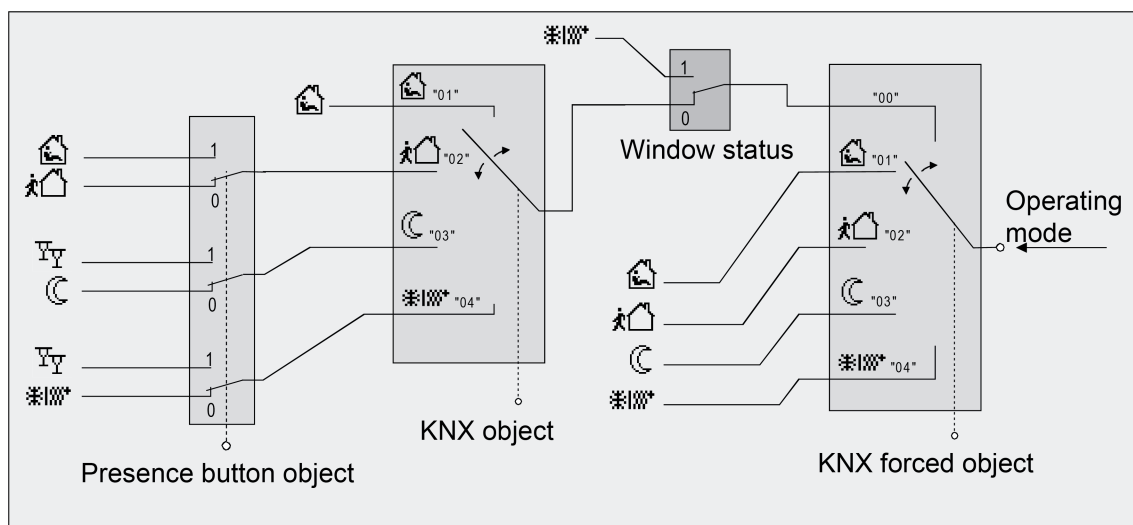 1
0
1
0
1
0
Presence button object
"01"
"02"
"03"
"04"
KNX object
1
0
Window status
"00"
"01"
"02"
"03"
"04"
KNX forced object
Operating
mode